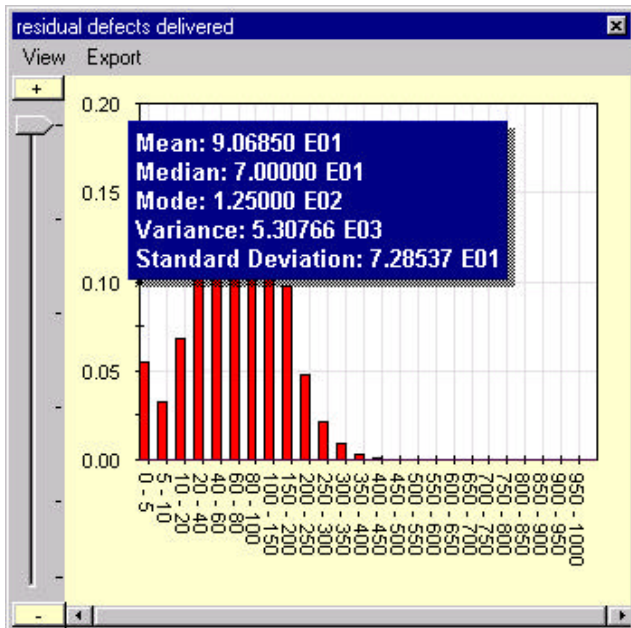 residual defects delivered
View Export
+
0.20
Mean: 9.06850 E01
Median: 7.00000 E01
Mode: 1.25000 E02
Variance: 5.30766 E03
Standard Deviation: 7.28537 E01
0.15
0.10
0.05
0.00
0 - 5
5 - 10
10 - 20
20 - 40
40 - 60
60 - 80
80 - 100
100 - 150
150 - 200
200 - 250
250 - 300
300 - 350
350 - 400
400 - 450
450 - 500
500 - 550
550 - 600
600 - 650
650 - 700
700 - 750
750 - 800
800 - 850
850 - 900
900 - 950
950 - 1000
-